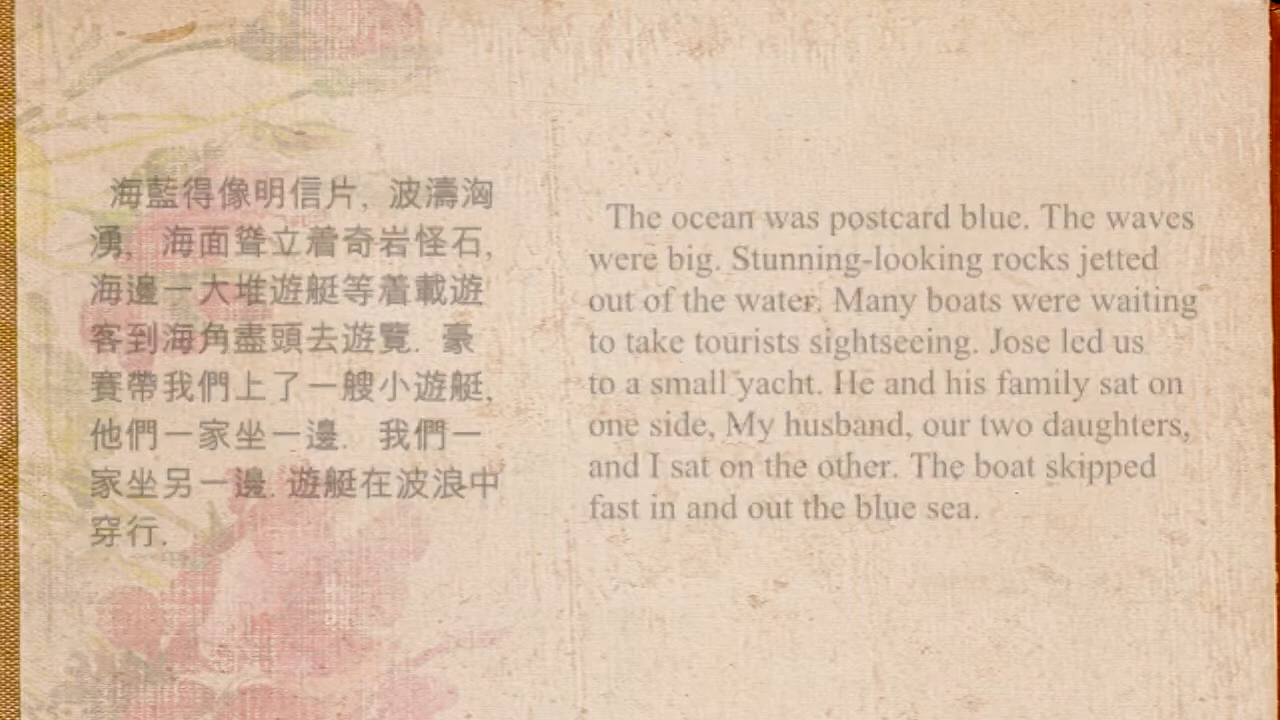 海藍得像明信片, 波濤洶
湧, 海面聳立着奇岩怪石,
海邊一大堆遊艇等着載遊
客到海角盡頭去遊覽. 豪
賽帶我們上了一艘小遊艇,
他們一家坐一邊. 我們一
家坐另一邊. 遊艇在波浪中
穿行.
The ocean was postcard blue. The waves
were big. Stunning-looking rocks jetted
out of the water. Many boats were waiting
to take tourists sightseeing. Jose led us
to a small yacht. He and his family sat on
one side, My husband, our two daughters,
and I sat on the other. The boat skipped
fast in and out the blue sea.